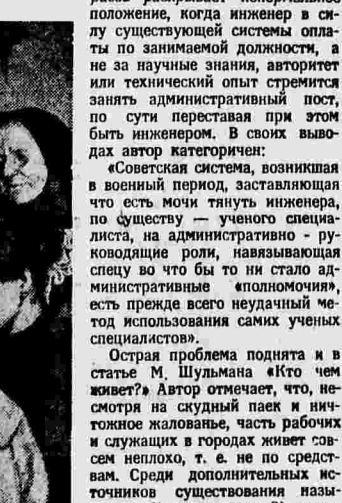 положение, когда инженер в си-
лу существующей системы опла-
ты по занимаемой должности, а
не за научные знания, авторитет
или технический опыт стремится
занять административный пост,
по сути переставая при этом
быть инженером. В своих выво-
дах автор категоричен:
«Советская система, возникшая
в военный период, заставляющая
что есть мочи тянуть инженера,
по существу — ученого специа-
листа, на административно - ру-
ководящие роли, навязывающая
спецу во что бы то ни стало ад-
министративные «полномочия»,
есть прежде всего неудачный ме-
тод использования самих ученых
специалистов».
Острая проблема поднята и в
статье М. Шульмана «Кто чем
живет?» Автор отмечает, что, не-
смотря на скудный паек и нич-
тожное жалованье, часть рабочих
и служащих в городах живет сов-
сем неплохо, т. е. не по средст-
вам. Среди дополнительных ис-
точников существования назы-